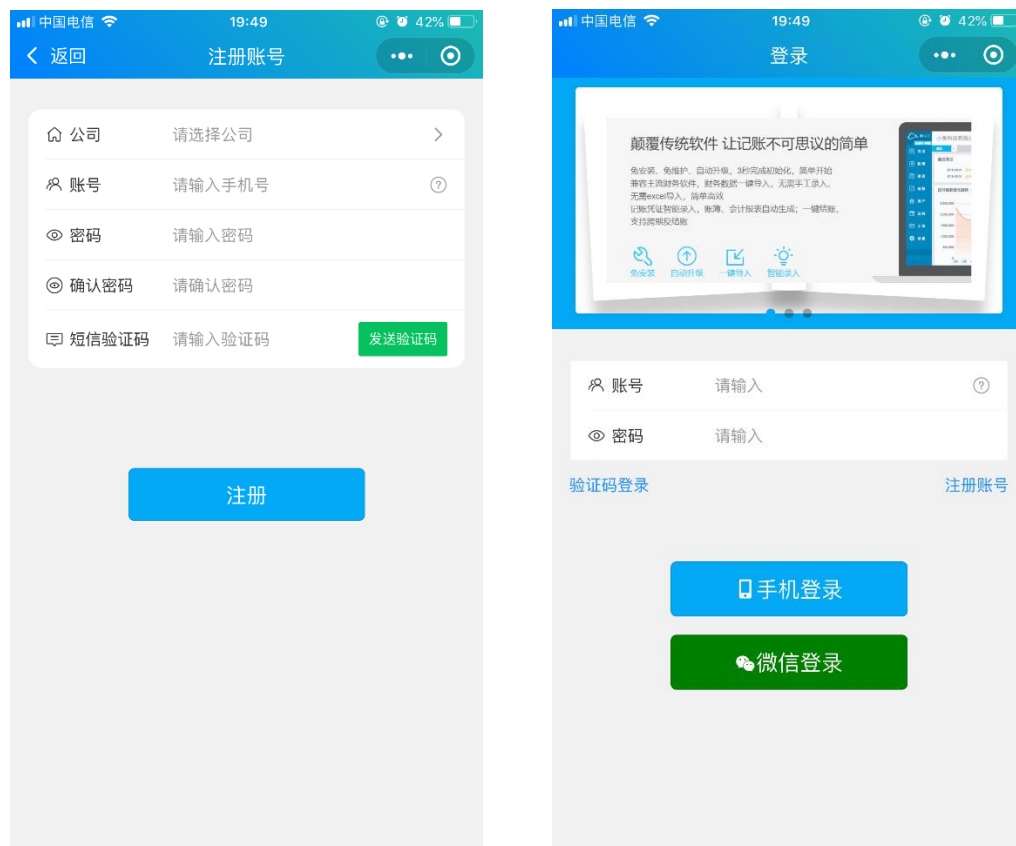 中国电信
19:49
42%
返回
注册账号
公司
请选择公司
账号
请输入手机号
密码
请输入密码
确认密码
请确认密码
短信验证码
请输入验证码
发送验证码
注册
中国电信
19:49
42%
登录
颠覆传统软件 让记账不可思议的简单
免安装、免维护、自动升级，3秒完成初始化，简单开始
兼容主流财务软件，财务数据一键导入，无需手工录入，
无需excel导入，简单高效
记账凭证智能录入，账簿、会计报表自动生成；一键结账，
支持跨期反结账
免安装
自动升级
一键导入
智能录入
账号
请输入
密码
请输入
验证码登录
注册账号
手机登录
微信登录